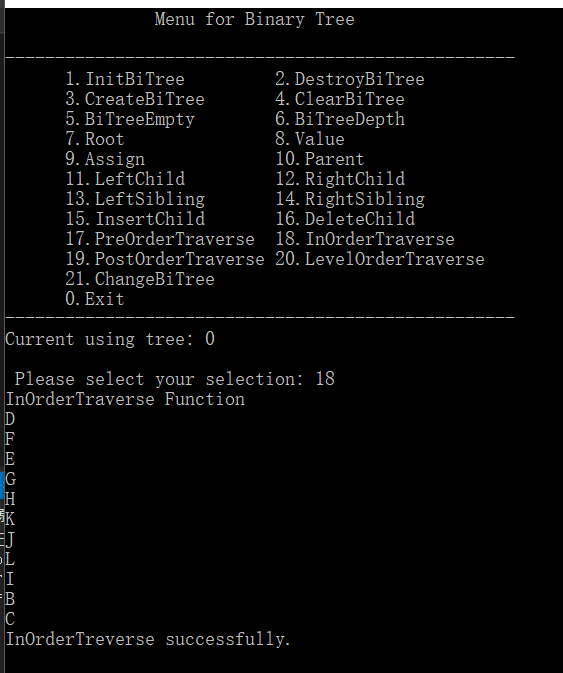 Menu for Binary Tree
---------------------------------------------------
1.InitBiTree 2.DestroyBiTree
3.CreateBiTree 4.ClearBiTree
5.BiTreeEmpty 6.BiTreeDepth
7.Root 8.Value
9.Assign 10.Parent
11.LeftChild 12.RightChild
13.LeftSibling 14.RightSibling
15.InsertChild 16.DeleteChild
17.PreOrderTraverse 18.InOrderTraverse
19.PostOrderTraverse 20.LevelOrderTraverse
21.ChangeBiTree
0.Exit
---------------------------------------------------
Current using tree: 0
Please select your selection: 18
InOrderTraverse Function
D
F
E
G
H
K
J
L
I
B
C
InOrderTreverse successfully.